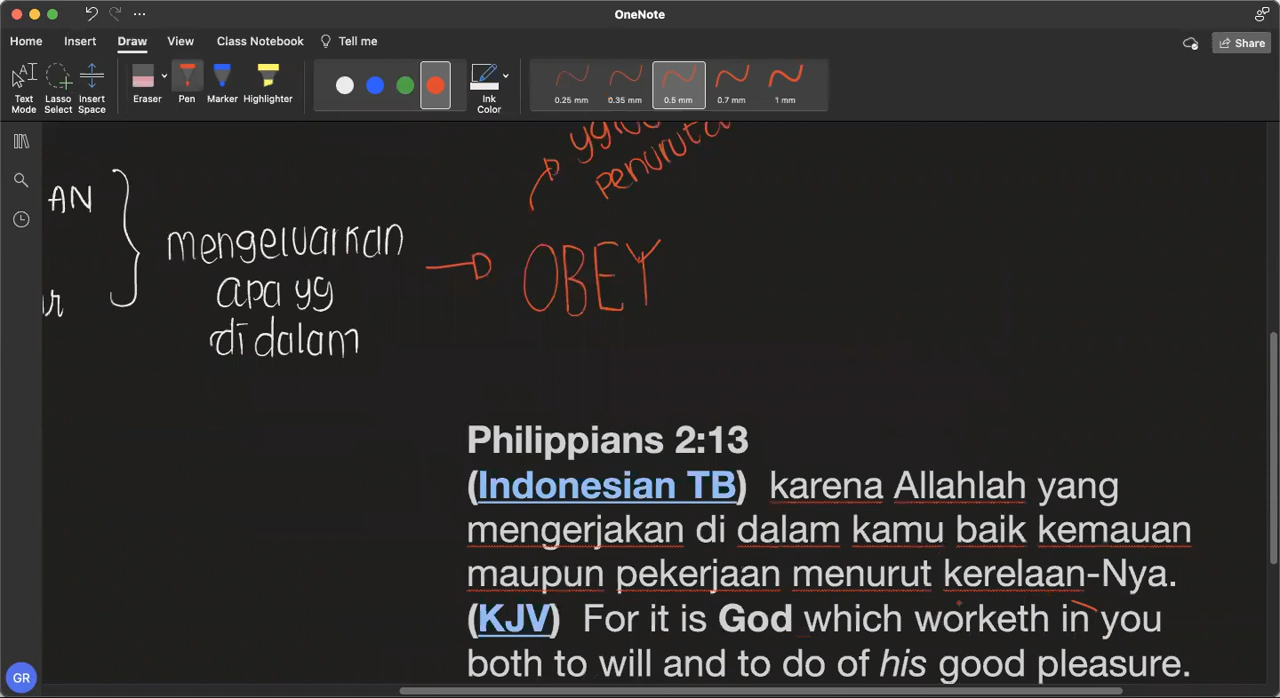 OneNote
Home Insert Draw View Class Notebook Tell me
Share
Text Mode
Lasso Select
Insert Space
Eraser
Pen
Marker
Highlighter
Ink Color
0.25 mm
0.35 mm
0.5 mm
0.7 mm
1 mm
AN
mengeluarkan
apa yg
di dalam
OBEY
Philippians 2:13
(Indonesian TB) karena Allahlah yang
mengerjakan di dalam kamu baik kemauan
maupun pekerjaan menurut kerelaan-Nya.
(KJV) For it is God which worketh in you
both to will and to do of his good pleasure.
GR